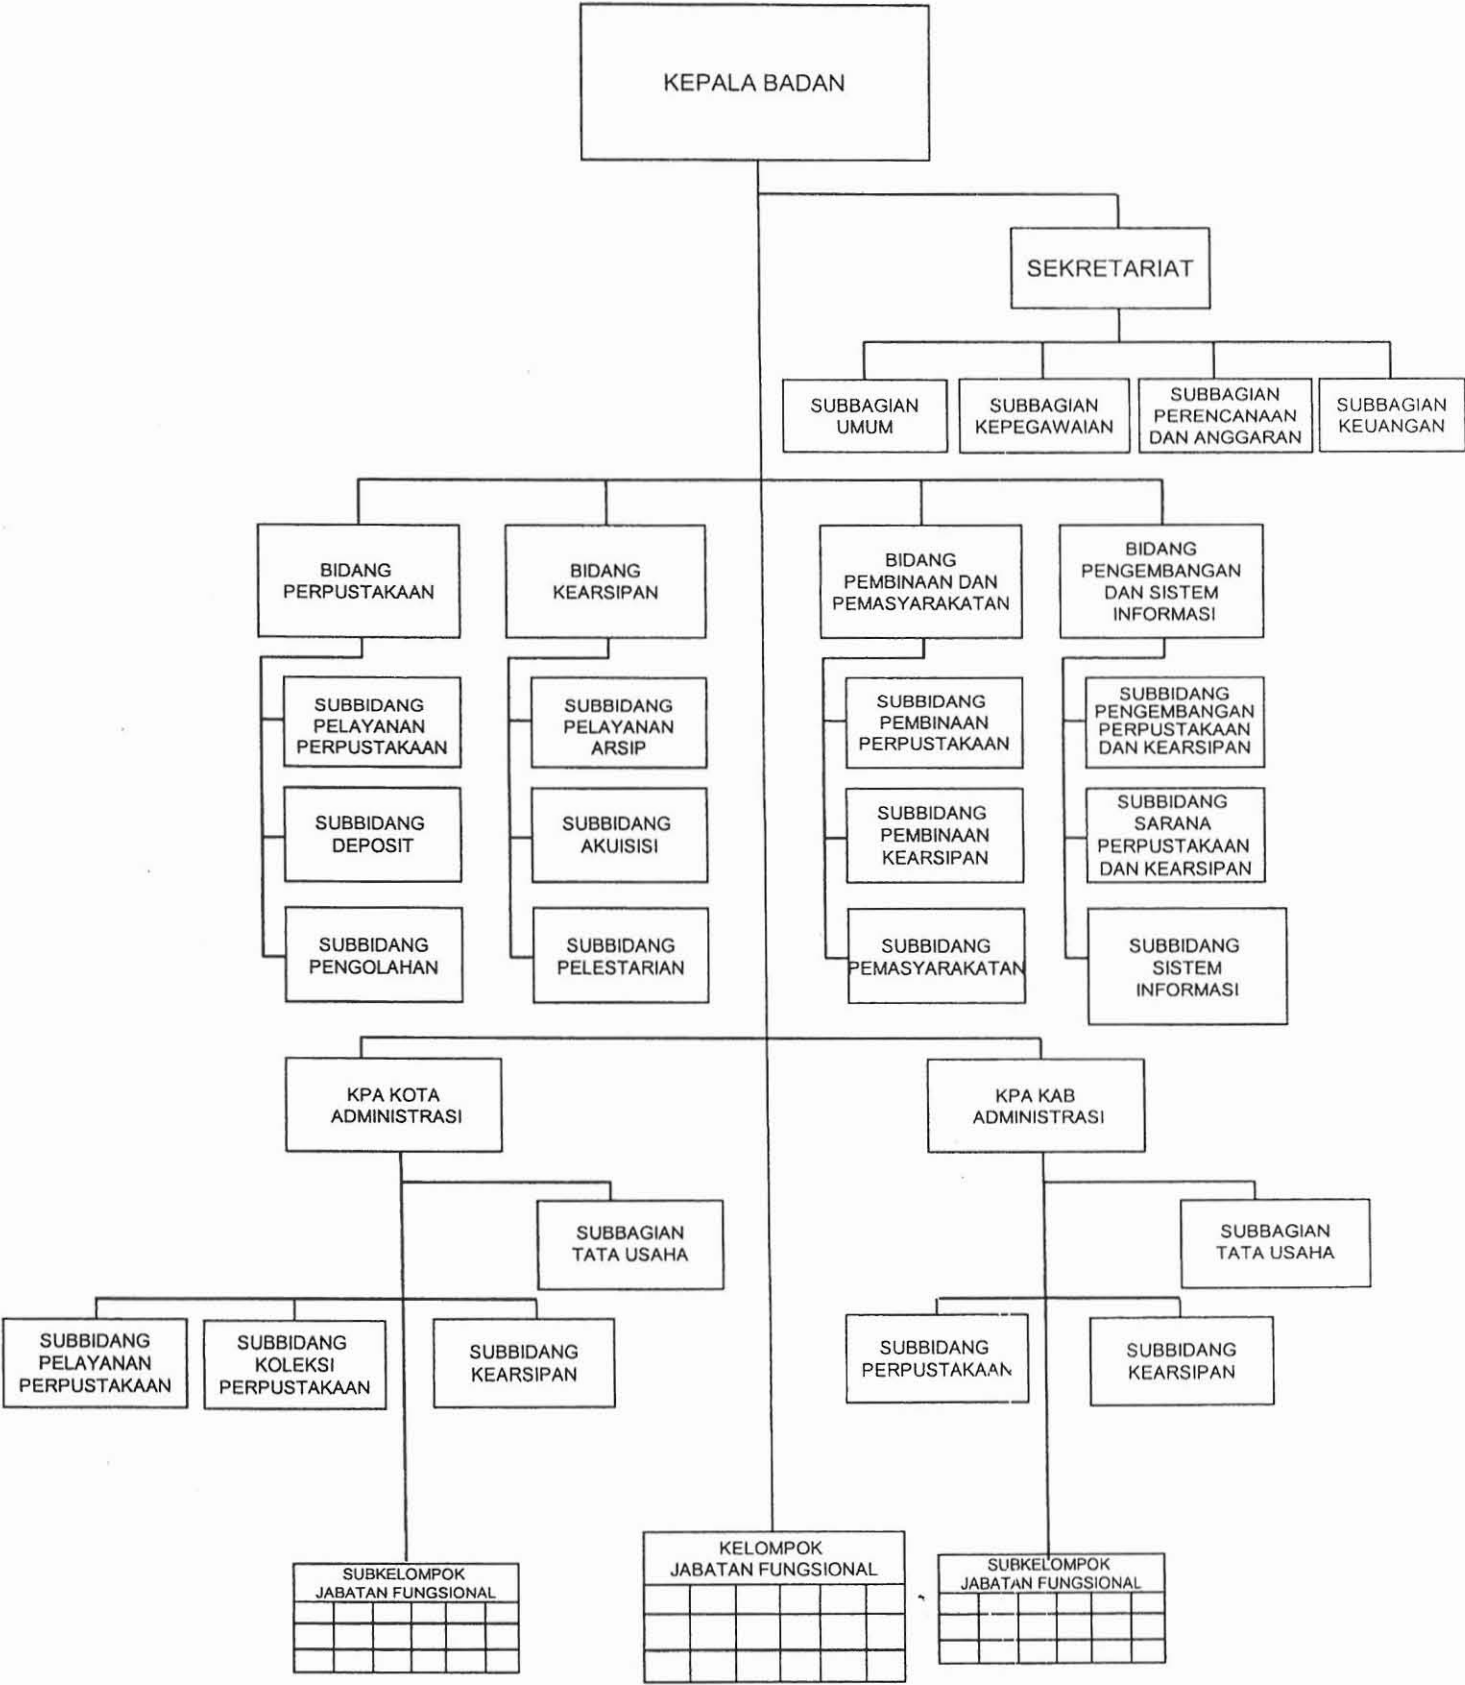 KEPALA BADAN
SEKRETARIAT
SUBBAGIAN
UMUM
SUBBAGIAN
KEPEGAWAIAN
SUBBAGIAN
PERENCANAAN
DAN ANGGARAN
SUBBAGIAN
KEUANGAN
BIDANG
PERPUSTAKAAN
BIDANG
KEARSIPAN
BIDANG
PEMBINAAN DAN
PEMASYARAKATAN
BIDANG
PENGEMBANGAN
DAN SISTEM
INFORMASI
SUBBIDANG
PELAYANAN
PERPUSTAKAAN
SUBBIDANG
PELAYANAN
ARSIP
SUBBIDANG
PEMBINAAN
PERPUSTAKAAN
SUBBIDANG
PENGEMBANGAN
PERPUSTAKAAN
DAN KEARSIPAN
SUBBIDANG
DEPOSIT
SUBBIDANG
AKUISISI
SUBBIDANG
PEMBINAAN
KEARSIPAN
SUBBIDANG
SARANA
PERPUSTAKAAN
DAN KEARSIPAN
SUBBIDANG
PENGOLAHAN
SUBBIDANG
PELESTARIAN
SUBBIDANG
PEMASYARAKATAN
SUBBIDANG
SISTEM
INFORMASI
KPA KOTA
ADMINISTRASI
KPA KAB
ADMINISTRASI
SUBBAGIAN
TATA USAHA
SUBBAGIAN
TATA USAHA
SUBBIDANG
PELAYANAN
PERPUSTAKAAN
SUBBIDANG
KOLEKSI
PERPUSTAKAAN
SUBBIDANG
KEARSIPAN
SUBBIDANG
PERPUSTAKAAN
SUBBIDANG
KEARSIPAN
SUBKELOMPOK
JABATAN FUNGSIONAL
KELOMPOK
JABATAN FUNGSIONAL
SUBKELOMPOK
JABATAN FUNGSIONAL